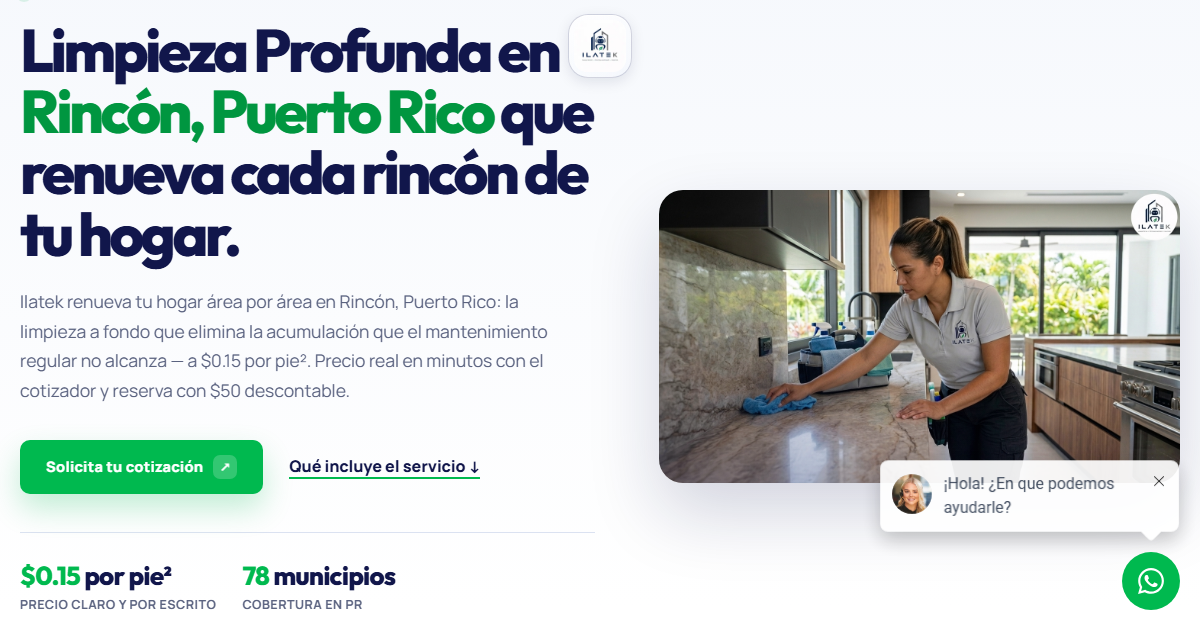 Limpieza Profunda en
ILATEK
Rincón, Puerto Rico que
renueva cada rincón de
tu hogar.
Ilatek renueva tu hogar área por área en Rincón, Puerto Rico: la
limpieza a fondo que elimina la acumulación que el mantenimiento
regular no alcanza — a $0.15 por pie². Precio real en minutos con el
cotizador y reserva con $50 descontable.
Solicita tu cotización ↗
Qué incluye el servicio ↓
$0.15 por pie²
PRECIO CLARO Y POR ESCRITO
78 municipios
COBERTURA EN PR
ILATEK
ILATEK
¡Hola! ¿En que podemos
ayudarle?